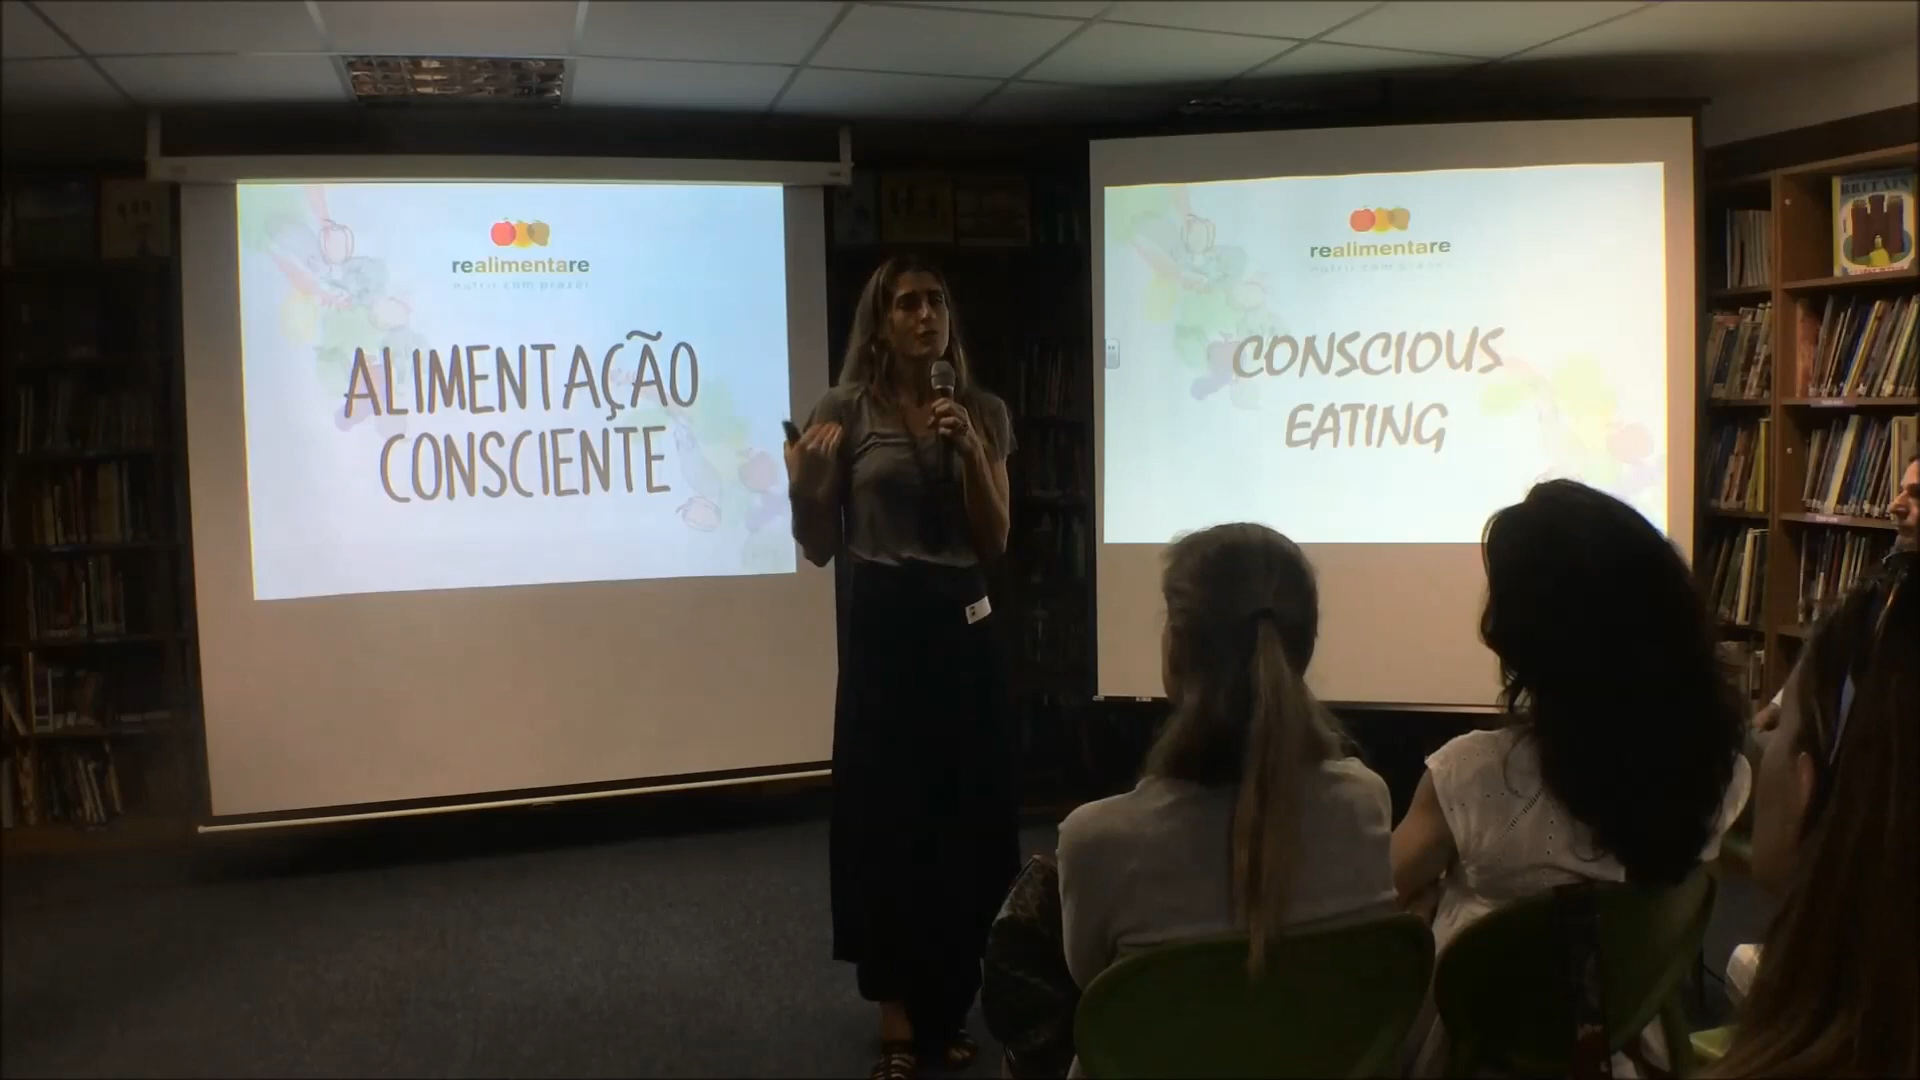 realimentare
nutrir com prazer
ALIMENTAÇÃO
CONSCIENTE
realimentare
nutrir com prazer
CONSCIOUS
EATING